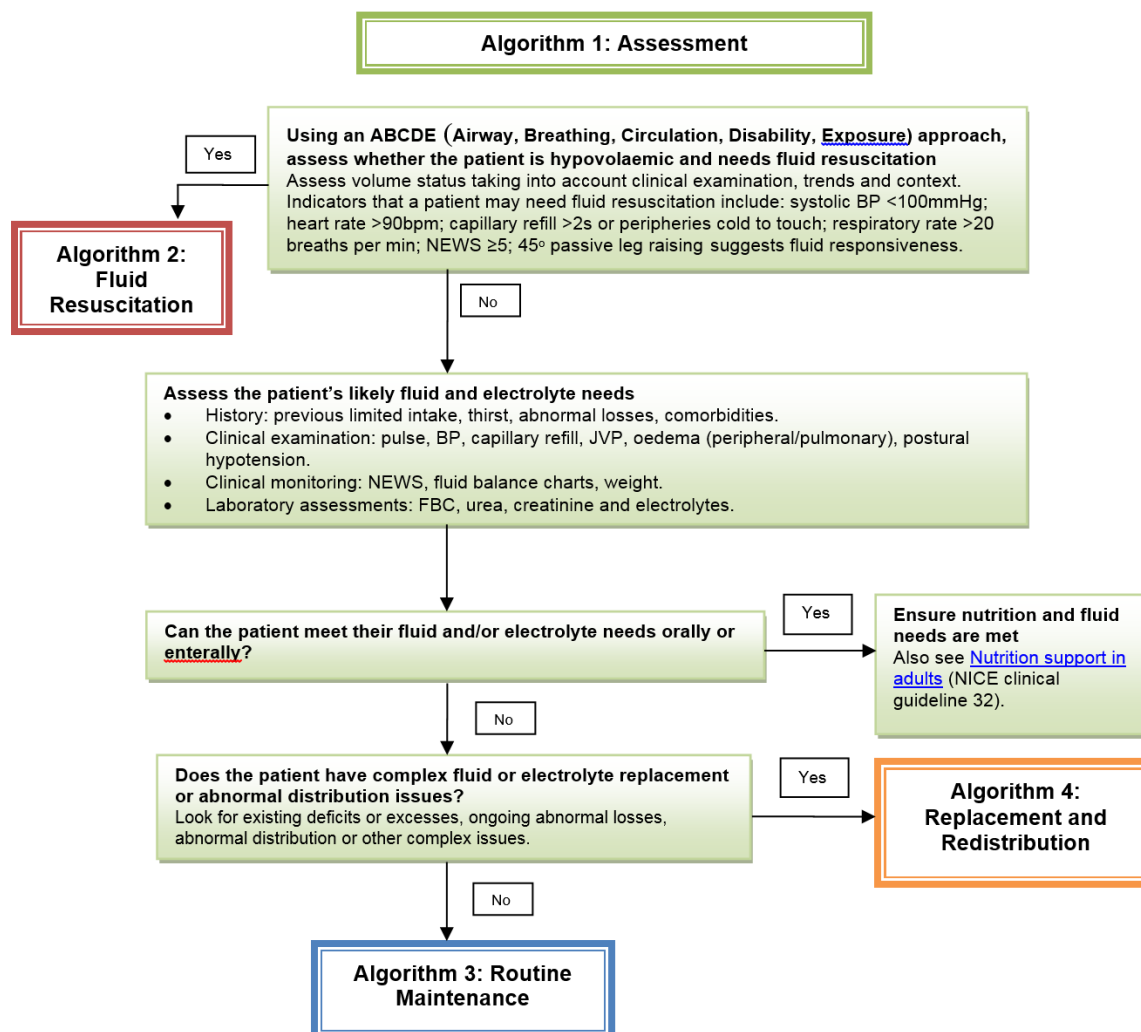 Algorithm 1: Assessment
Using an ABCDE (Airway, Breathing, Circulation, Disability, Exposure) approach,
assess whether the patient is hypovolaemic and needs fluid resuscitation
Assess volume status taking into account clinical examination, trends and context.
Indicators that a patient may need fluid resuscitation include: systolic BP <100mmHg;
heart rate >90bpm; capillary refill >2s or peripheries cold to touch; respiratory rate >20
breaths per min; NEWS ≥5; 45º passive leg raising suggests fluid responsiveness.
Yes
Algorithm 2:
Fluid
Resuscitation
No
Assess the patient's likely fluid and electrolyte needs
• History: previous limited intake, thirst, abnormal losses, comorbidities.
• Clinical examination: pulse, BP, capillary refill, JVP, oedema (peripheral/pulmonary), postural
hypotension.
• Clinical monitoring: NEWS, fluid balance charts, weight.
• Laboratory assessments: FBC, urea, creatinine and electrolytes.
Can the patient meet their fluid and/or electrolyte needs orally or
enterally?
Yes
Ensure nutrition and fluid
needs are met
Also see Nutrition support in
adults (NICE clinical
guideline 32).
No
Does the patient have complex fluid or electrolyte replacement
or abnormal distribution issues?
Look for existing deficits or excesses, ongoing abnormal losses,
abnormal distribution or other complex issues.
Yes
Algorithm 4:
Replacement and
Redistribution
No
Algorithm 3: Routine
Maintenance